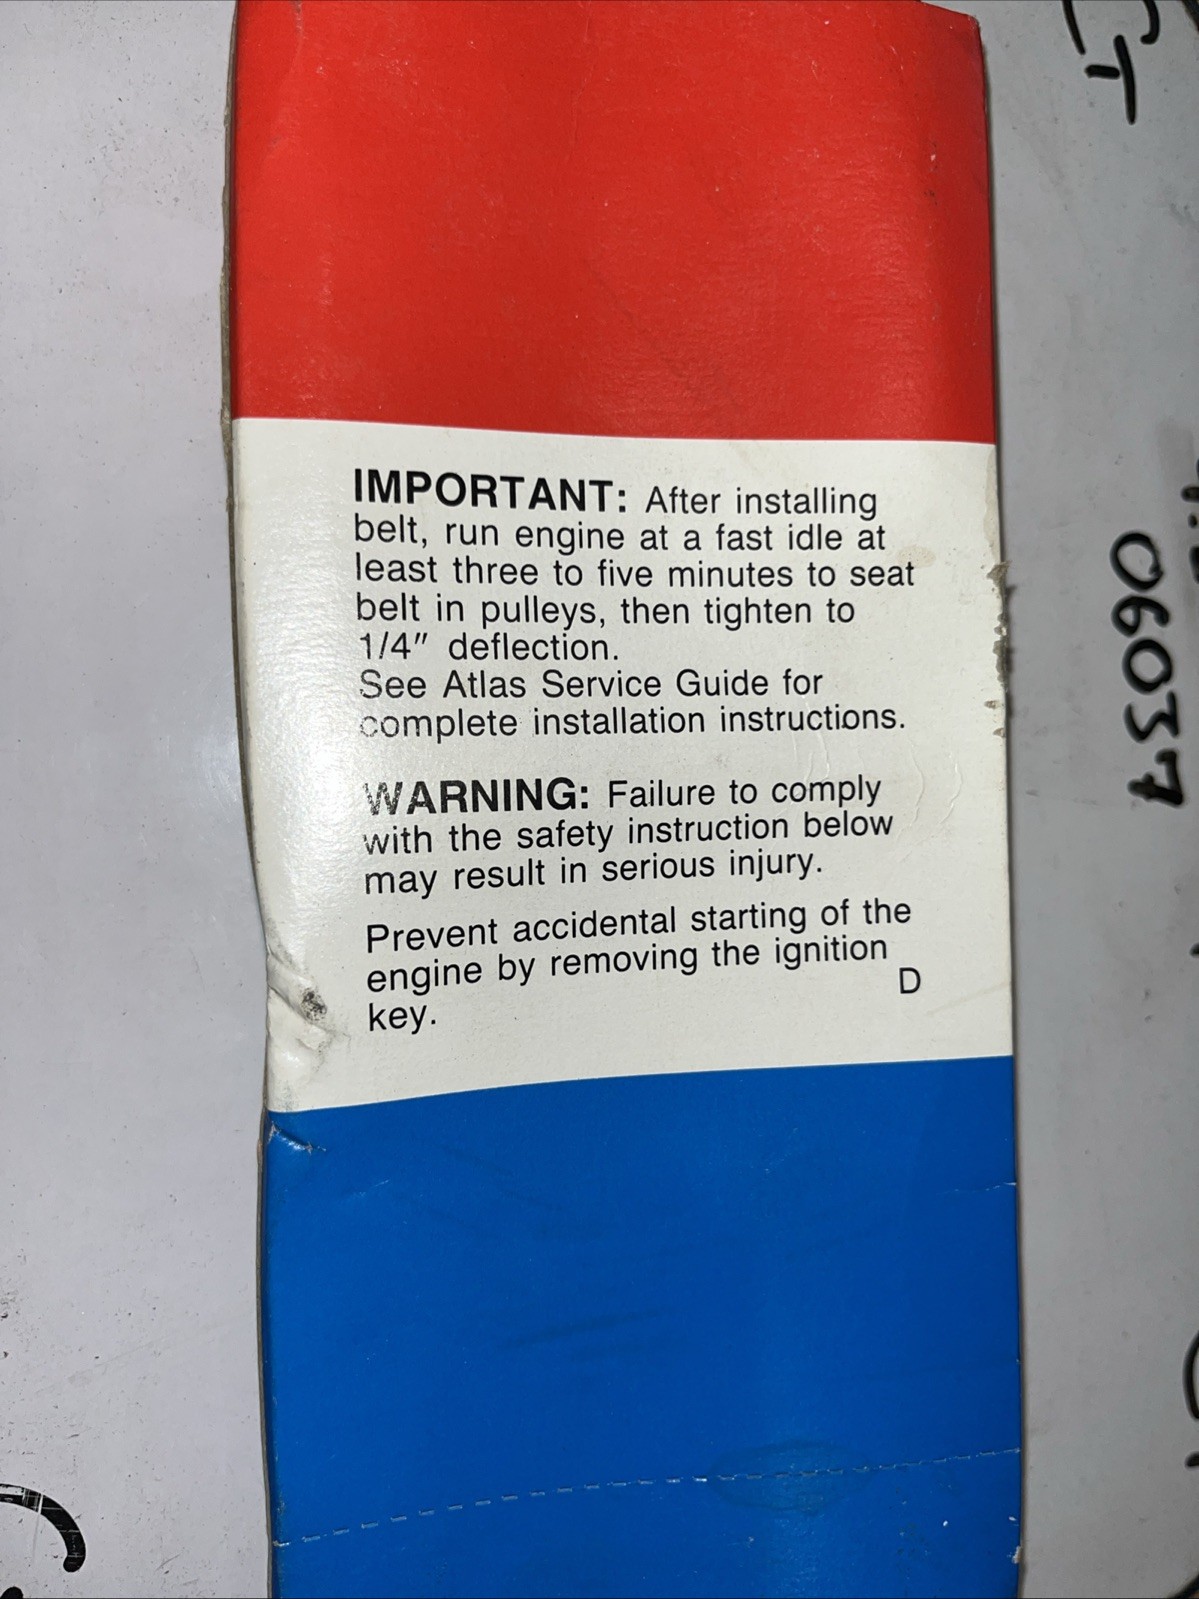 IMPORTANT: After installing
belt, run engine at a fast idle at
least three to five minutes to seat
belt in pulleys, then tighten to
1/4" deflection.
See Atlas Service Guide for
complete installation instructions.
WARNING: Failure to comply
with the safety instruction below
may result in serious injury.
Prevent accidental starting of the
engine by removing the ignition
key.
D
06037